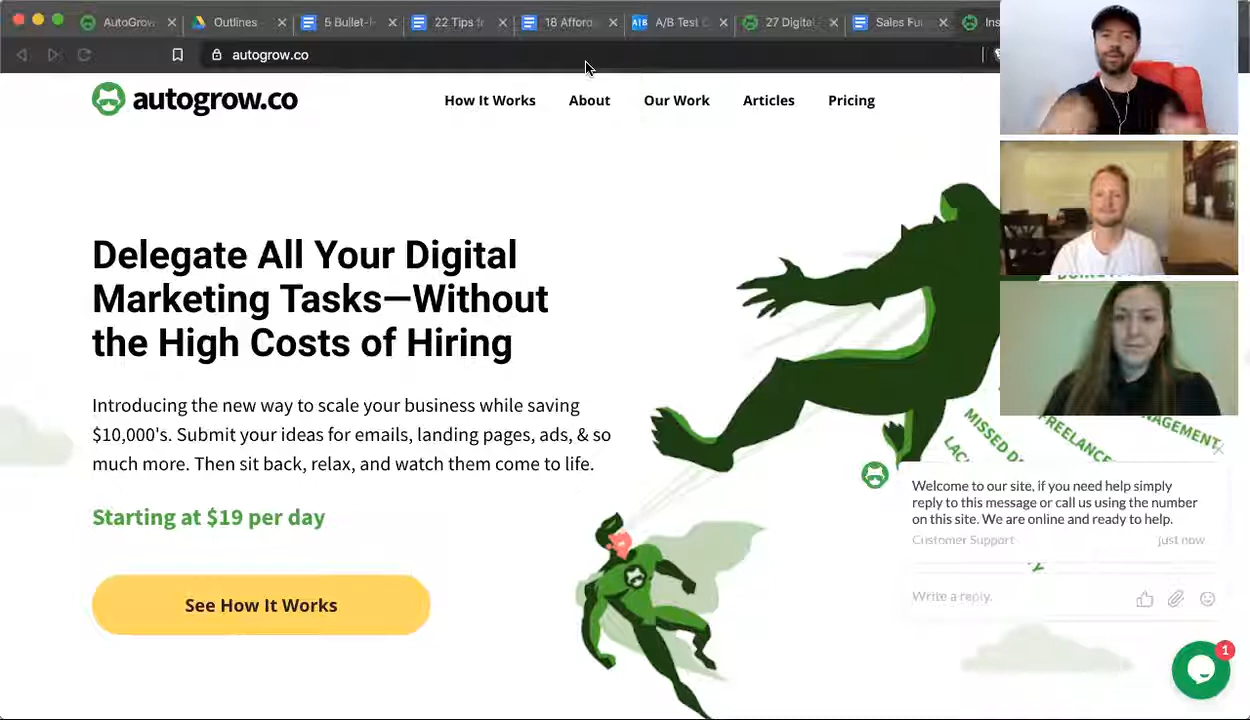 AutoGrow
Outlines
5 Bullet-
22 Tips
18 Affor
A/B Test
27 Digital
Sales Fu
Ins
autogrow.co
autogrow.co
How It Works
About
Our Work
Articles
Pricing
Delegate All Your Digital
Marketing Tasks—Without
the High Costs of Hiring
Introducing the new way to scale your business while saving
$10,000's. Submit your ideas for emails, landing pages, ads, & so
much more. Then sit back, relax, and watch them come to life.
Starting at $19 per day
See How It Works
MISSED D
LAC
FREELANCE
NAGEMENT
Welcome to our site, if you need help simply
reply to this message or call us using the number
on this site. We are online and ready to help.
Customer Support
just now
Write a reply.
1